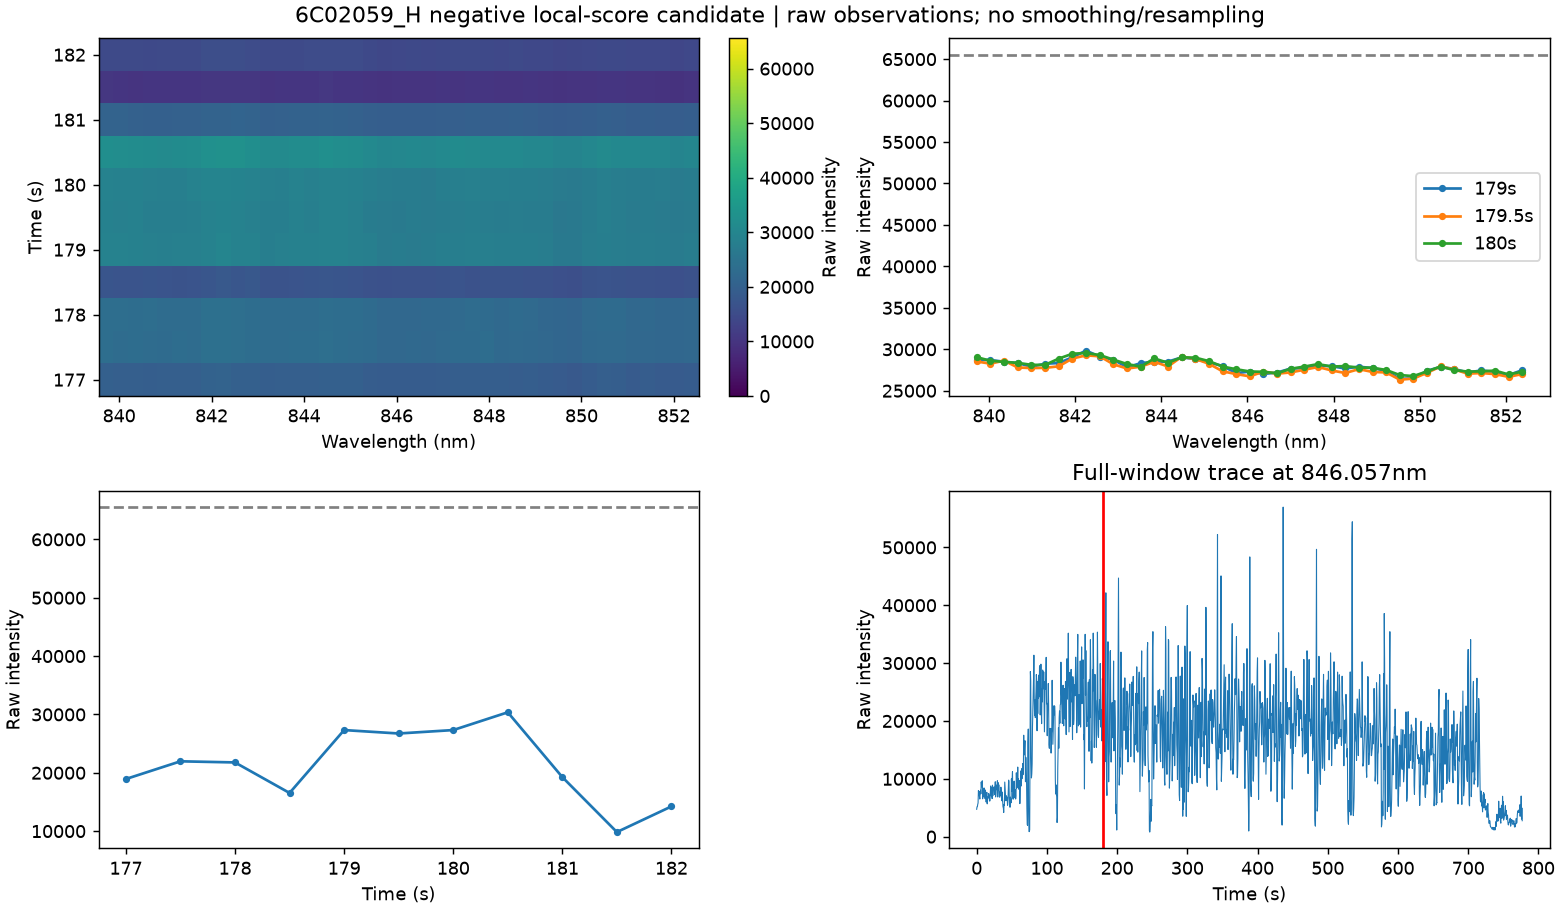 6C02059_H negative local-score candidate | raw observations; no smoothing/resampling
182
181
180
179
178
177
Time (s)
840 842 844 846 848 850 852
Wavelength (nm)
60000
50000
40000
30000
20000
10000
0
Raw intensity
65000
60000
55000
50000
45000
40000
35000
30000
25000
Raw intensity
179s
179.5s
180s
840 842 844 846 848 850 852
Wavelength (nm)
60000
50000
40000
30000
20000
10000
Raw intensity
177 178 179 180 181 182
Time (s)
Full-window trace at 846.057nm
50000
40000
30000
20000
10000
0
Raw intensity
0 100 200 300 400 500 600 700 800
Time (s)